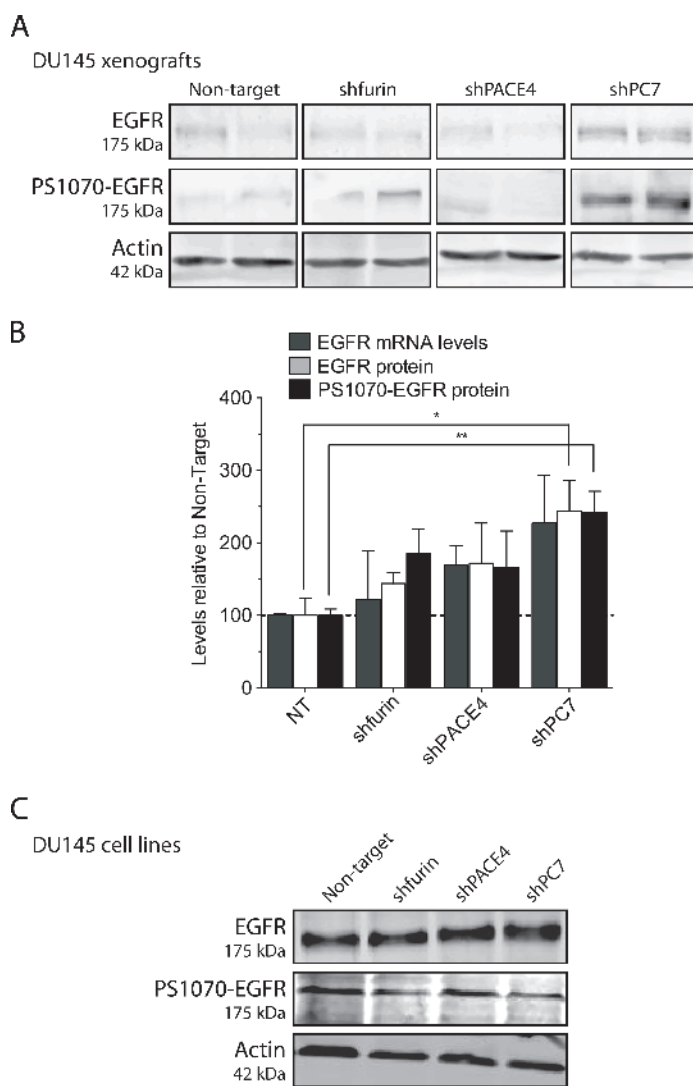 A
DU145 xenografts
Non-target shfurin shPACE4 shPC7
EGFR
175 kDa
PS1070-EGFR
175 kDa
Actin
42 kDa
B
EGFR mRNA levels
EGFR protein
PS1070-EGFR protein
Levels relative to Non-Target
400
300
200
100
0
*
**
NT shfurin shPACE4 shPC7
C
DU145 cell lines
Non-target shfurin shPACE4 shPC7
EGFR
175 kDa
PS1070-EGFR
175 kDa
Actin
42 kDa